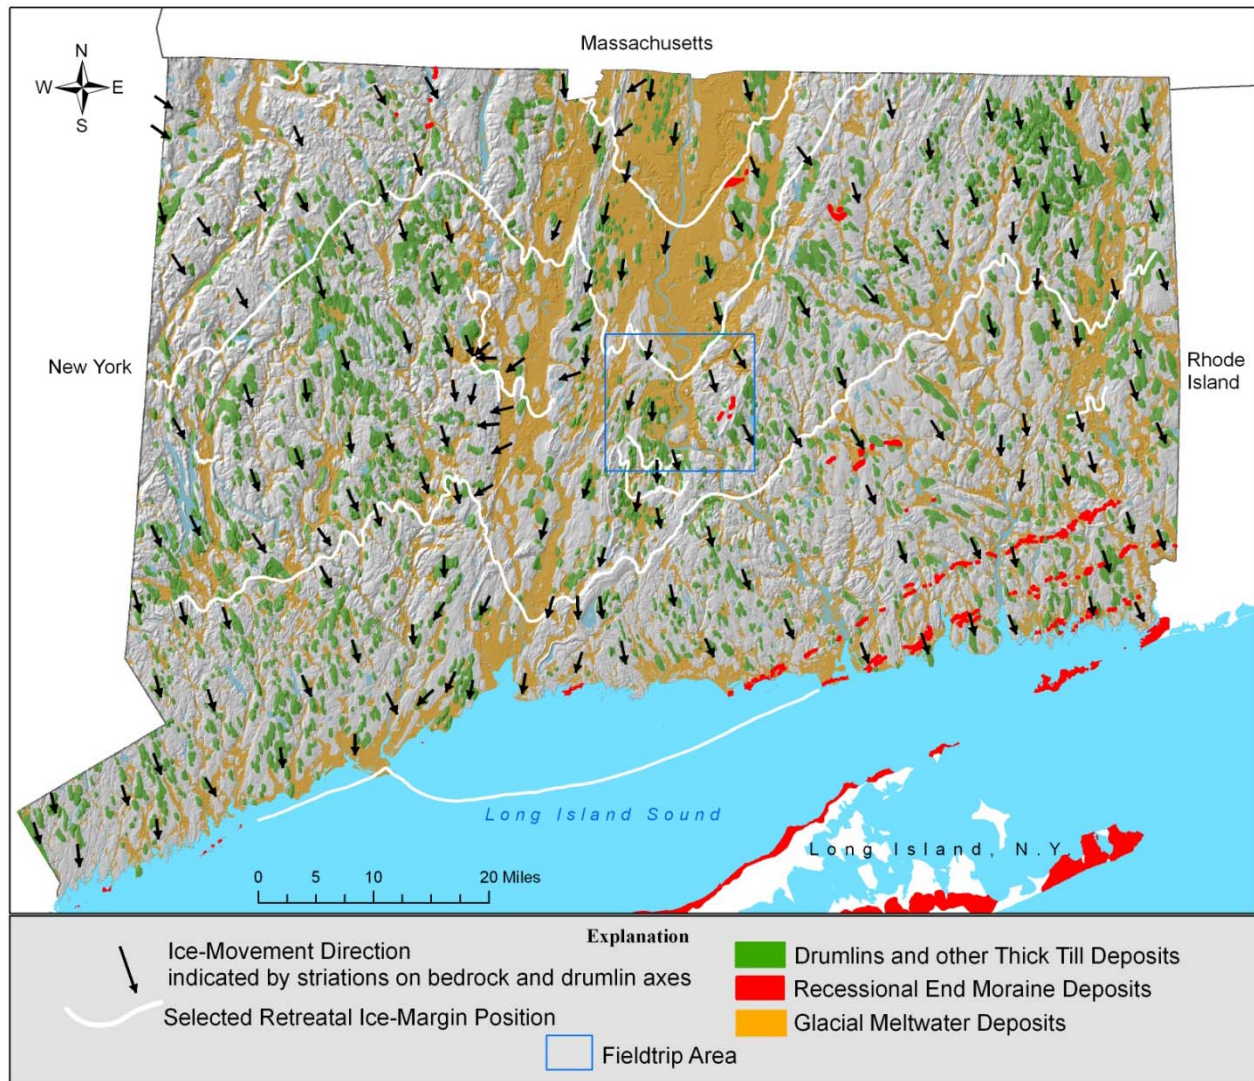 Massachusetts
N
W E
S
New York
Rhode
Island
Long Island Sound
Long Island, N.Y.
0 5 10 20 Miles
Explanation
Ice-Movement Direction
indicated by striations on bedrock and drumlin axes
Selected Retreatal Ice-Margin Position
Drumlins and other Thick Till Deposits
Recessional End Moraine Deposits
Glacial Meltwater Deposits
Fieldtrip Area